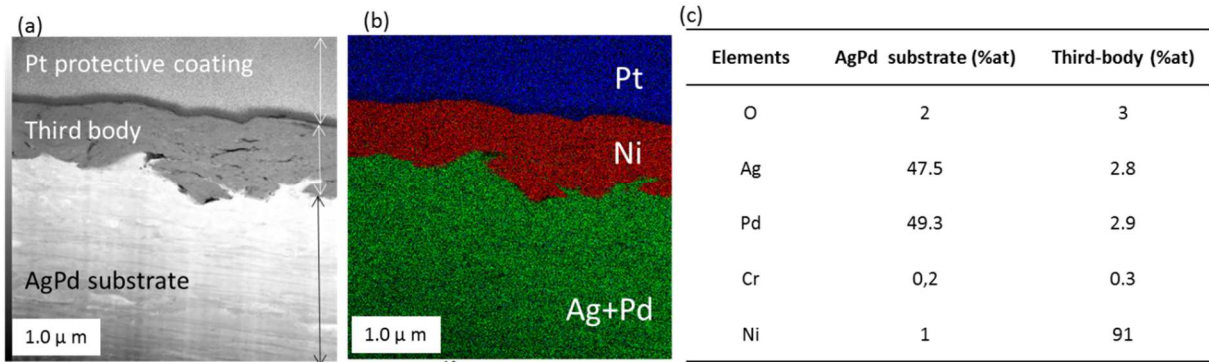 (a)
Pt protective coating
Third body
AgPd substrate
1.0 μ m
(b)
Pt
Ni
Ag+Pd
1.0 μ m
(c)
Elements AgPd substrate (%at) Third-body (%at)
O 2 3
Ag 47.5 2.8
Pd 49.3 2.9
Cr 0,2 0.3
Ni 1 91